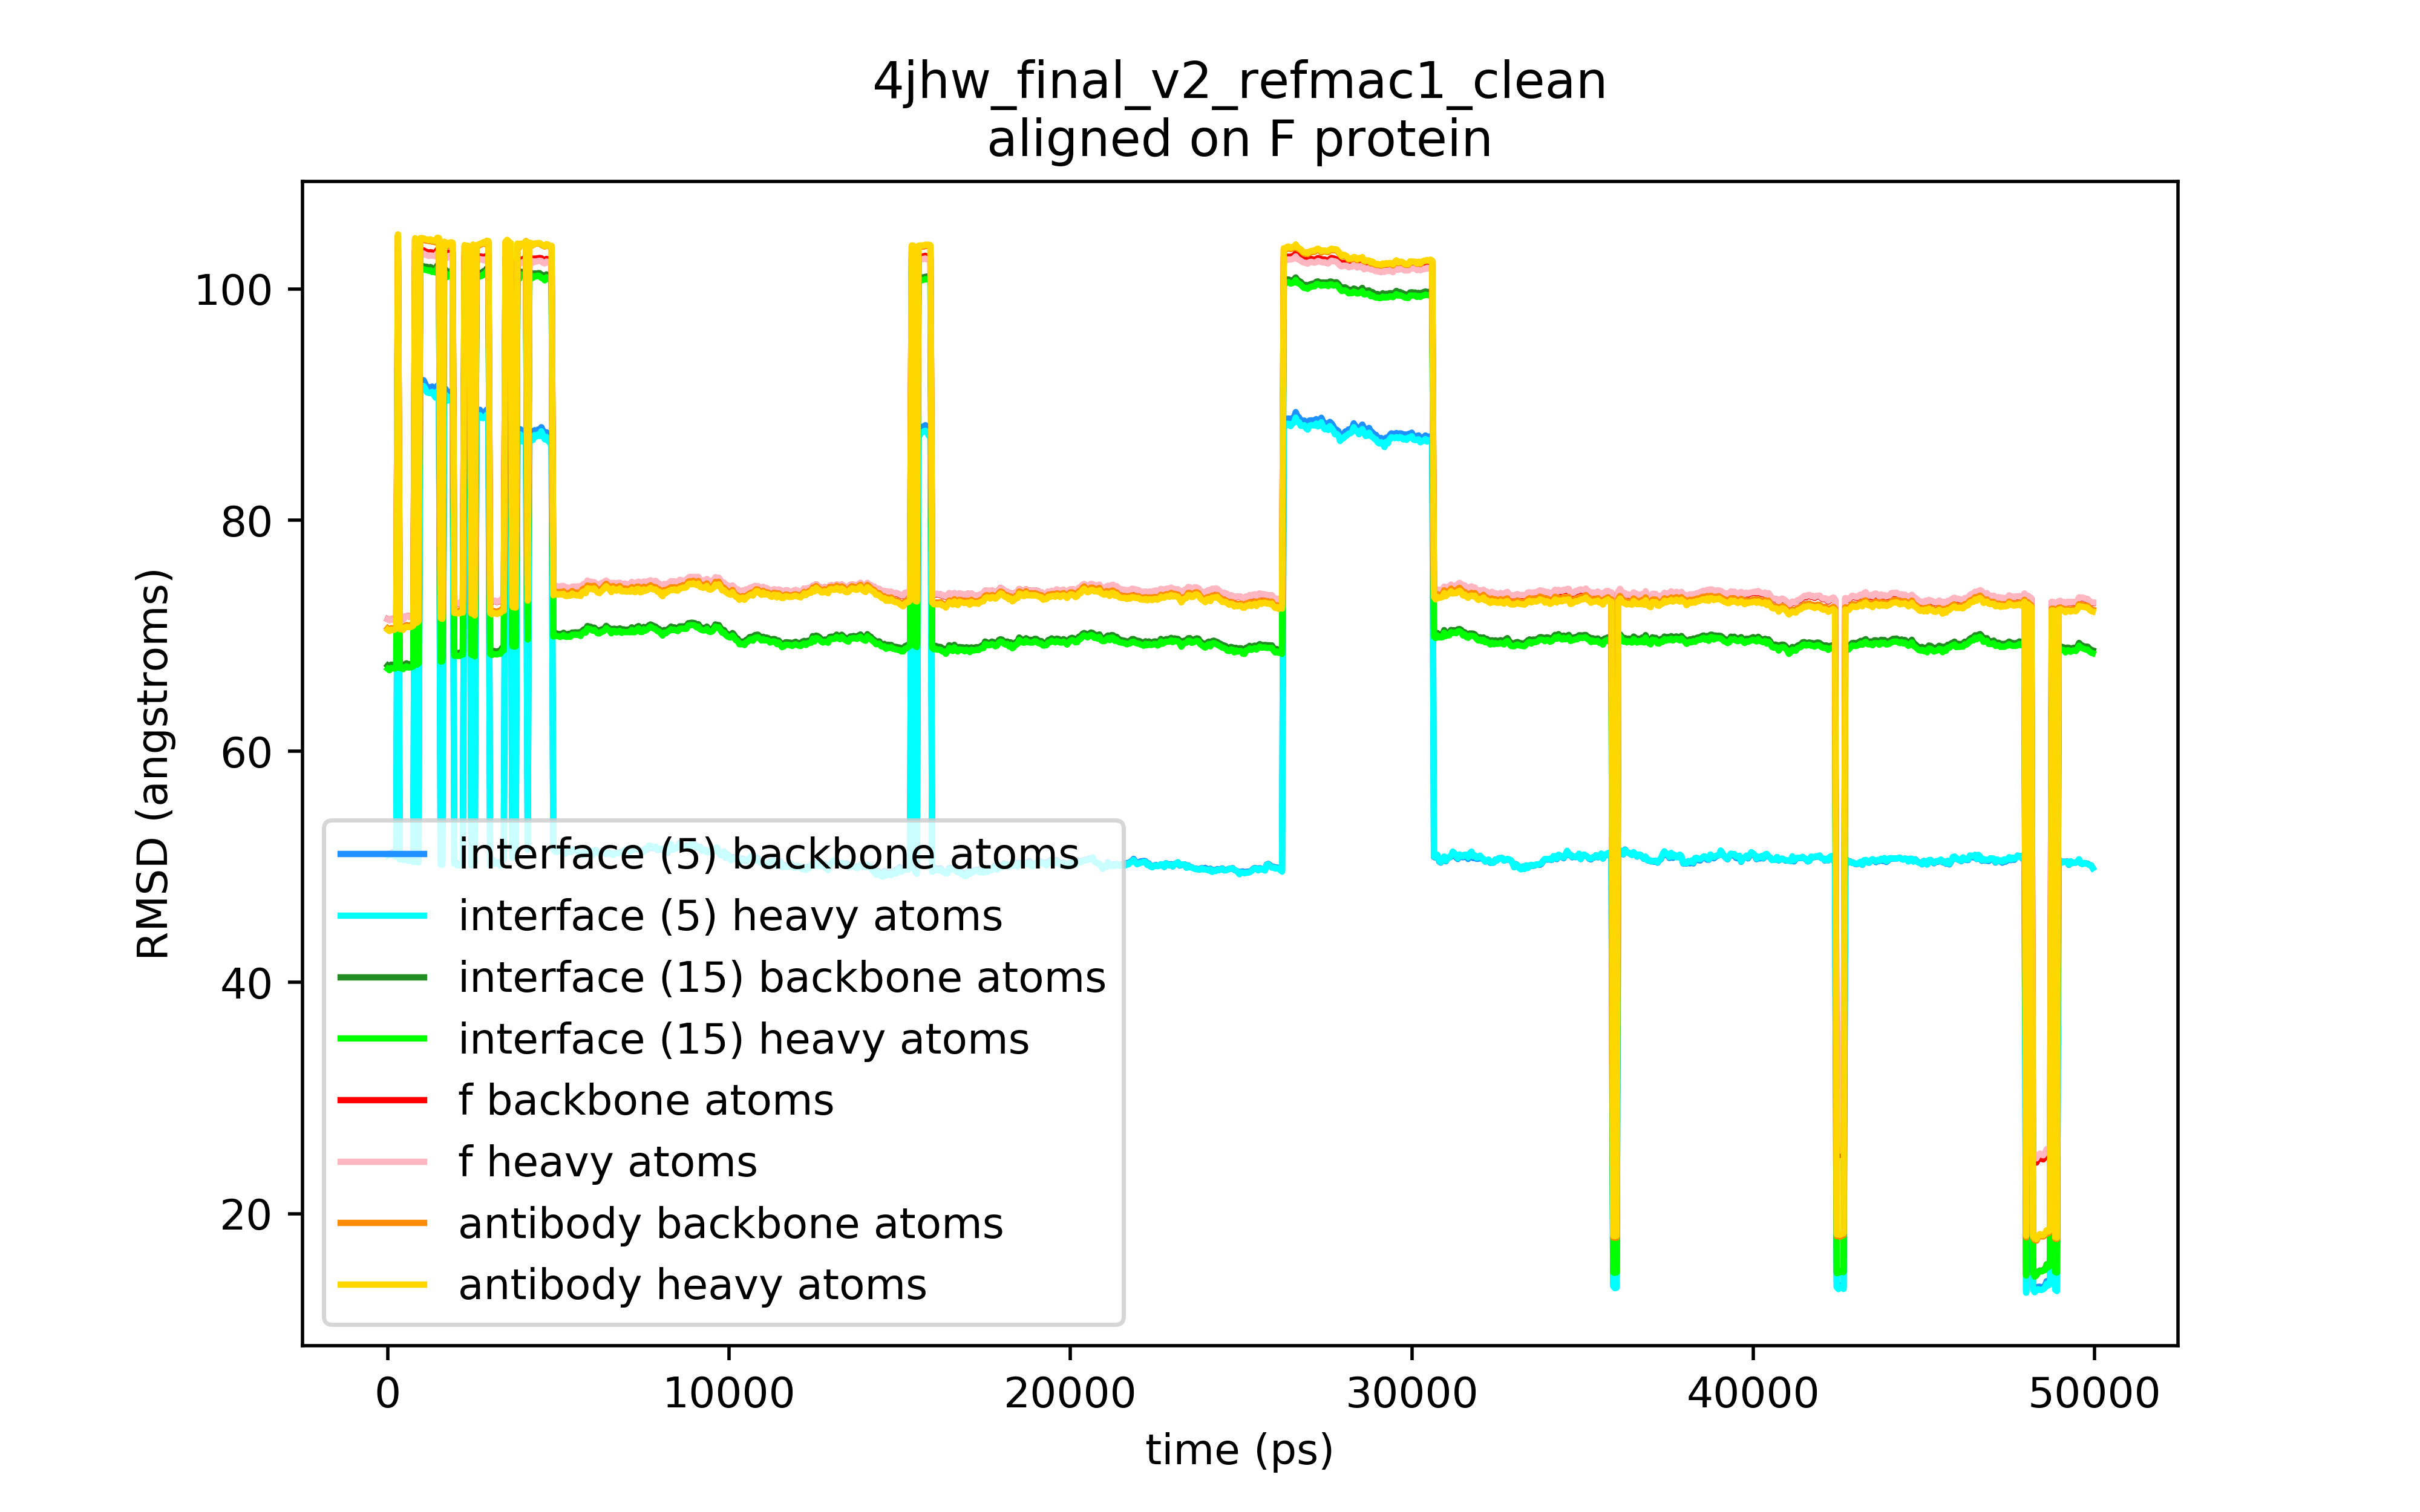 4jhw_final_v2_refmac1_clean
aligned on F protein
RMSD (angstroms)
100
80
60
40
20
interface (5) backbone atoms
interface (5) heavy atoms
interface (15) backbone atoms
interface (15) heavy atoms
f backbone atoms
f heavy atoms
antibody backbone atoms
antibody heavy atoms
0 10000 20000 30000 40000 50000
time (ps)